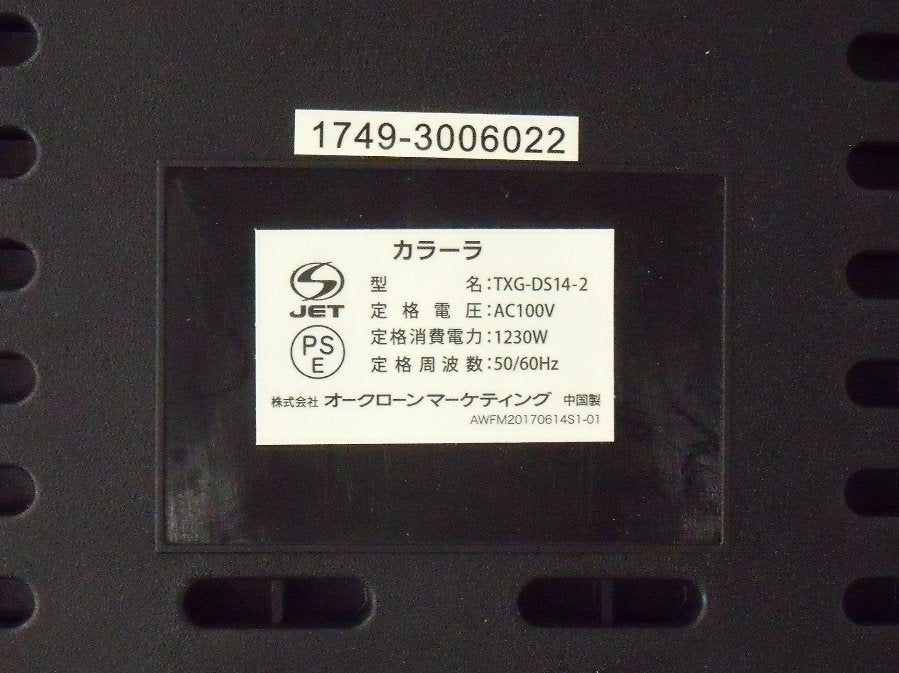 1749-3006022
カラーラ
JET
PS
E
型名:TXG-DS14-2
定格電圧:AC100V
定格消費電力:1230W
定格周波数:50/60Hz
株式会社 オークローンマーケティング 中国製
AWFM20170614S1-01